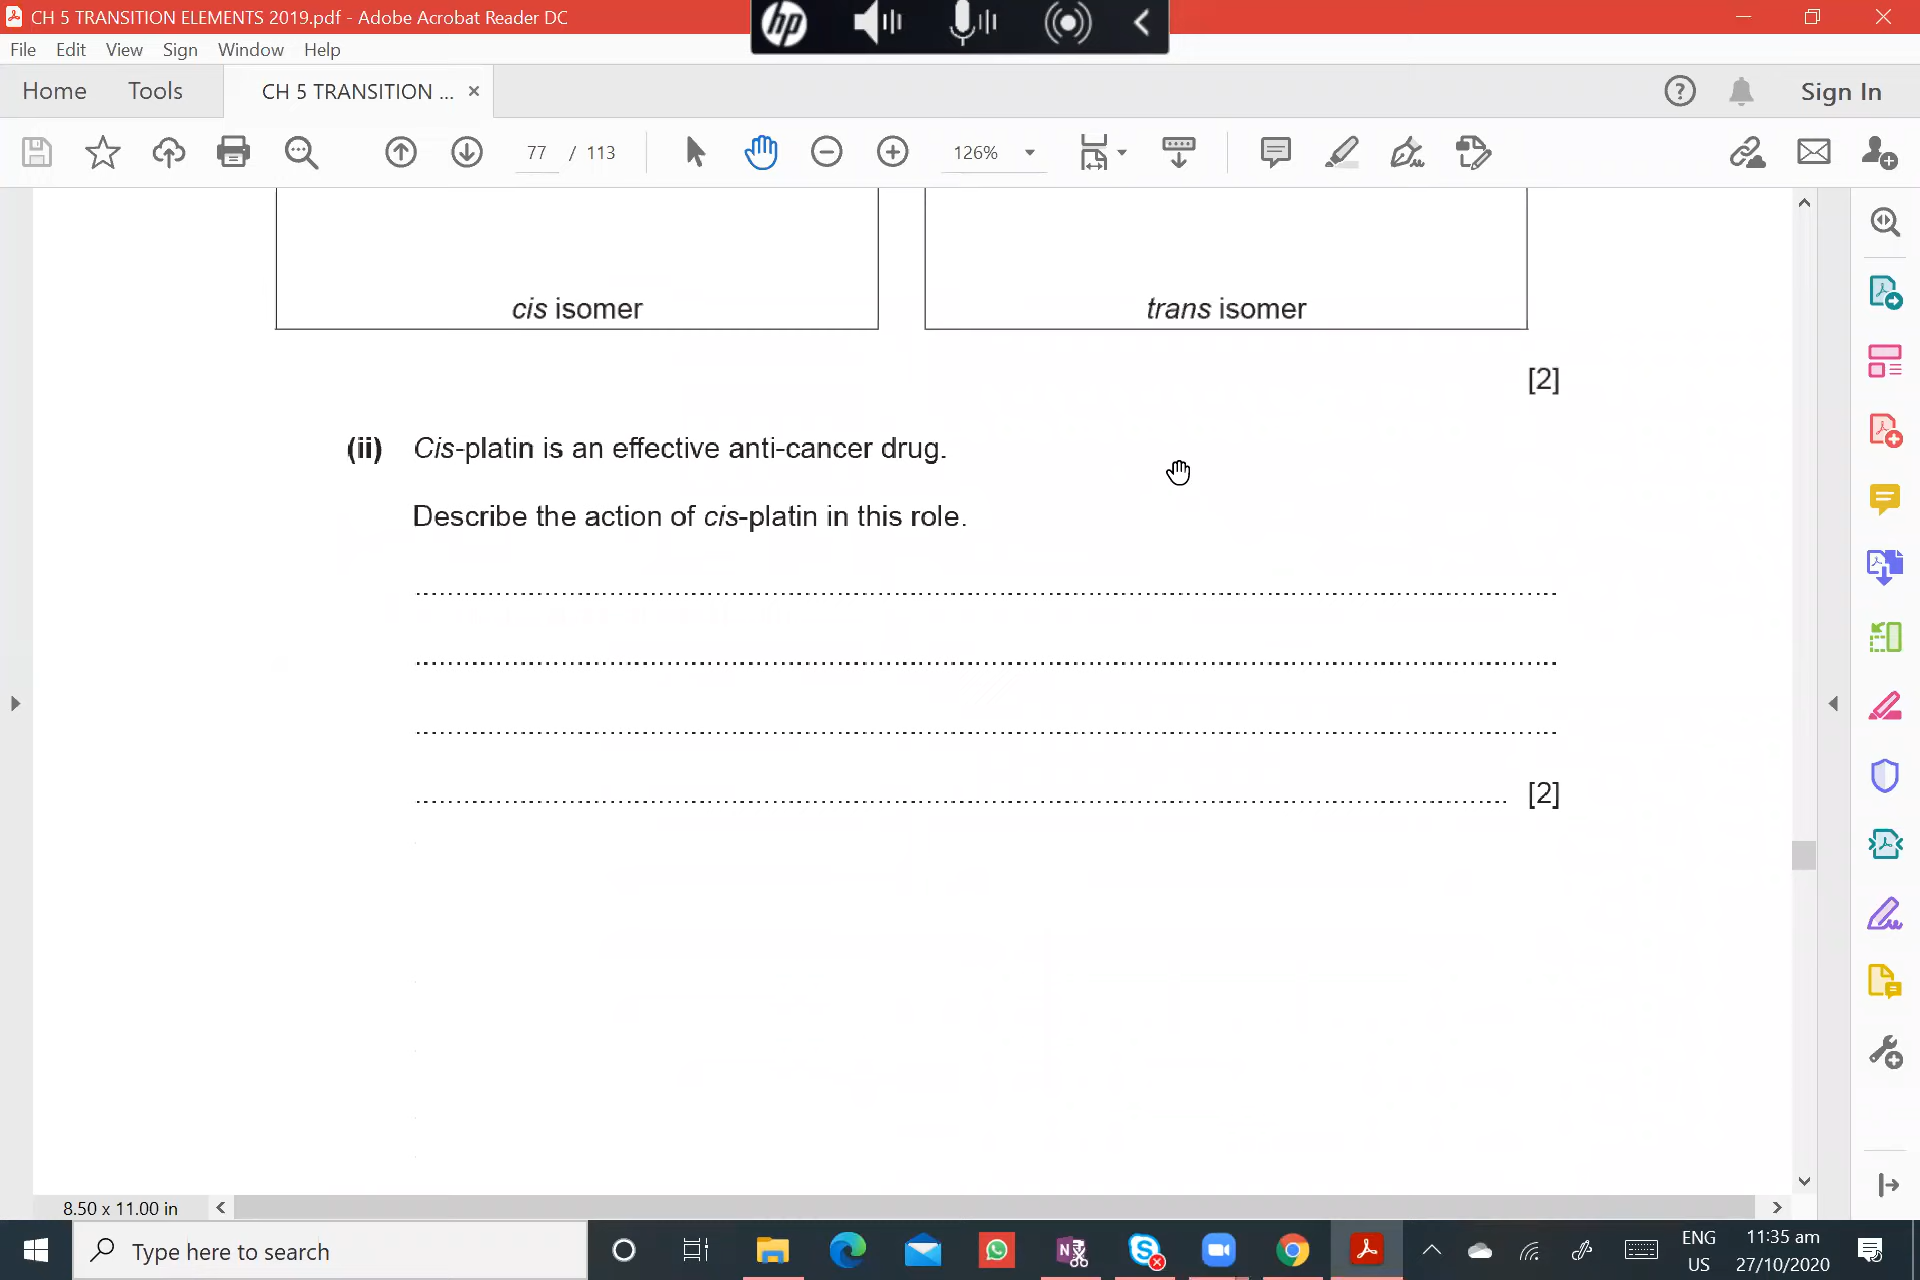 CH 5 TRANSITION ELEMENTS 2019.pdf - Adobe Acrobat Reader DC
hp
File Edit View Sign Window Help
Home Tools CH 5 TRANSITION ... × Sign In
77 / 113 126%
cis isomer trans isomer
[2]
(ii) Cis-platin is an effective anti-cancer drug.
Describe the action of cis-platin in this role.
[2]
8.50 x 11.00 in
Type here to search
ENG 11:35 am
US 27/10/2020